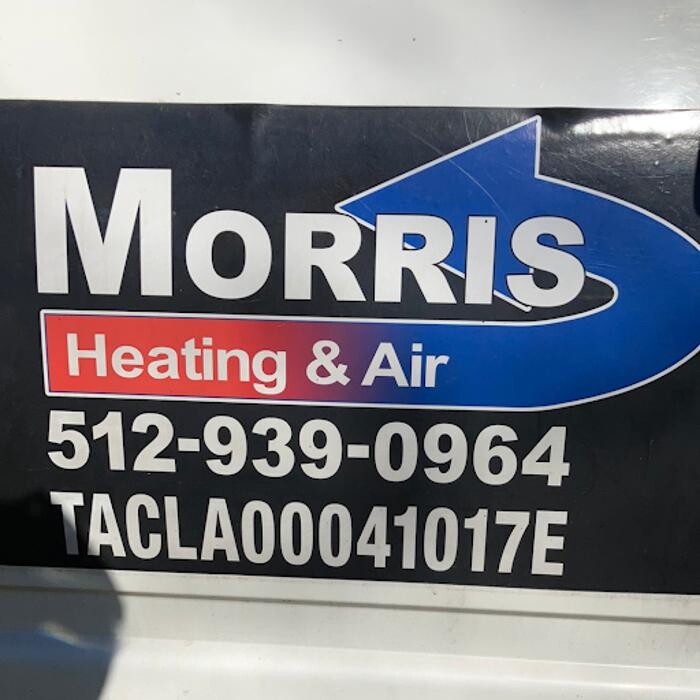 MORRIS
Heating & Air
512-939-0964
TACLA00041017E